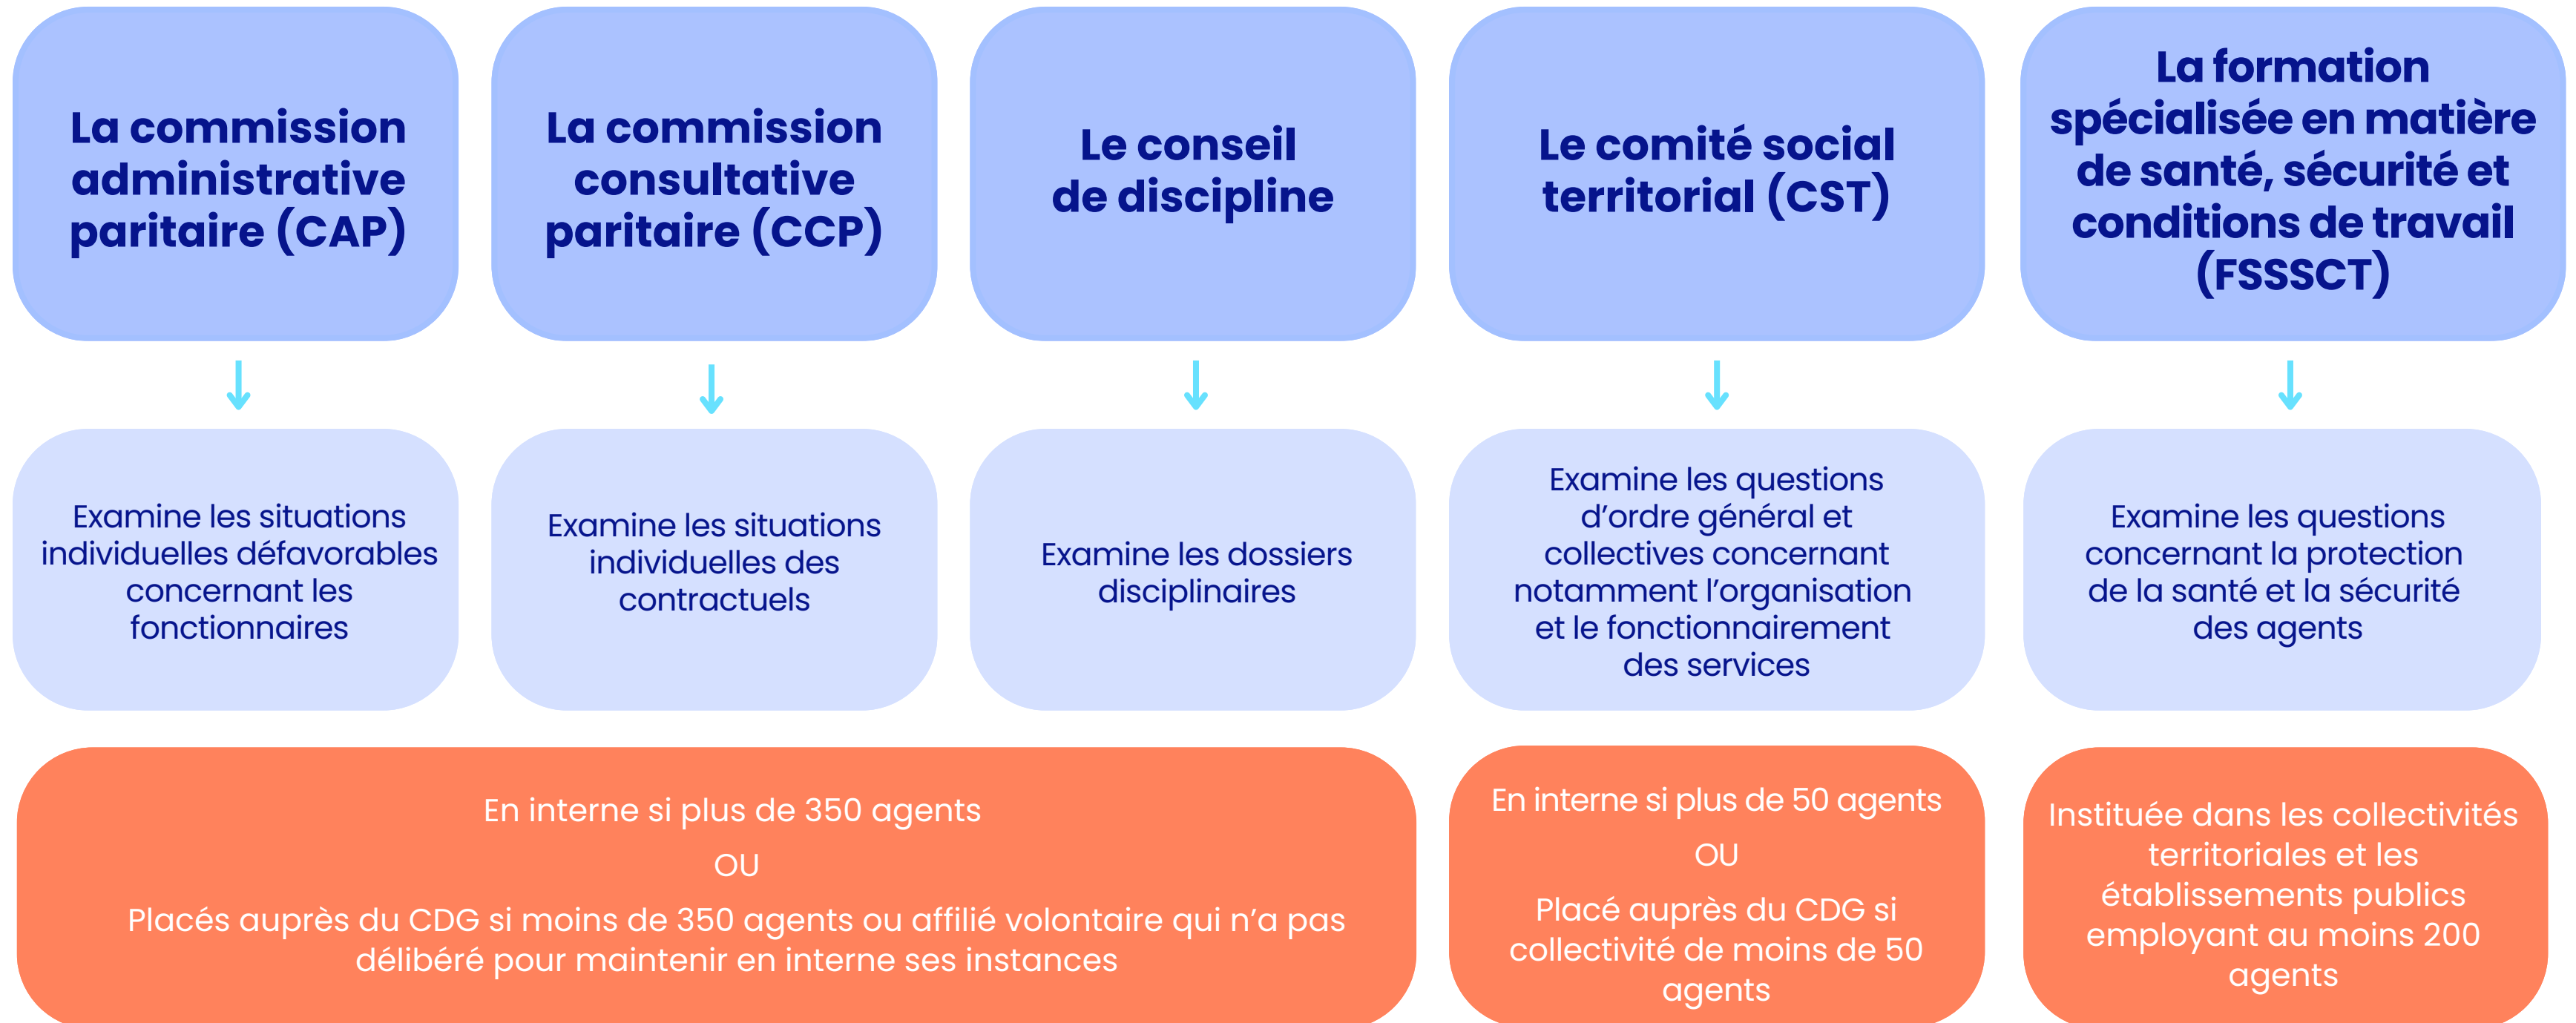 La commission
administrative
paritaire (CAP)
La commission
consultative
paritaire (CCP)
Le conseil
de discipline
Le comité social
territorial (CST)
La formation
spécialisée en matière
de santé, sécurité et
conditions de travail
(FSSSCT)
Examine les situations
individuelles défavorables
concernant les
fonctionnaires
Examine les situations
individuelles des
contractuels
Examine les dossiers
disciplinaires
Examine les questions
d’ordre général et
collectives concernant
notamment l’organisation
et le fonctionnairement
des services
Examine les questions
concernant la protection
de la santé et la sécurité
des agents
En interne si plus de 350 agents
OU
Placés auprès du CDG si moins de 350 agents ou affilié volontaire qui n’a pas
délibéré pour maintenir en interne ses instances
En interne si plus de 50 agents
OU
Placé auprès du CDG si
collectivité de moins de 50
agents
Instituée dans les collectivités
territoriales et les
établissements publics
employant au moins 200
agents